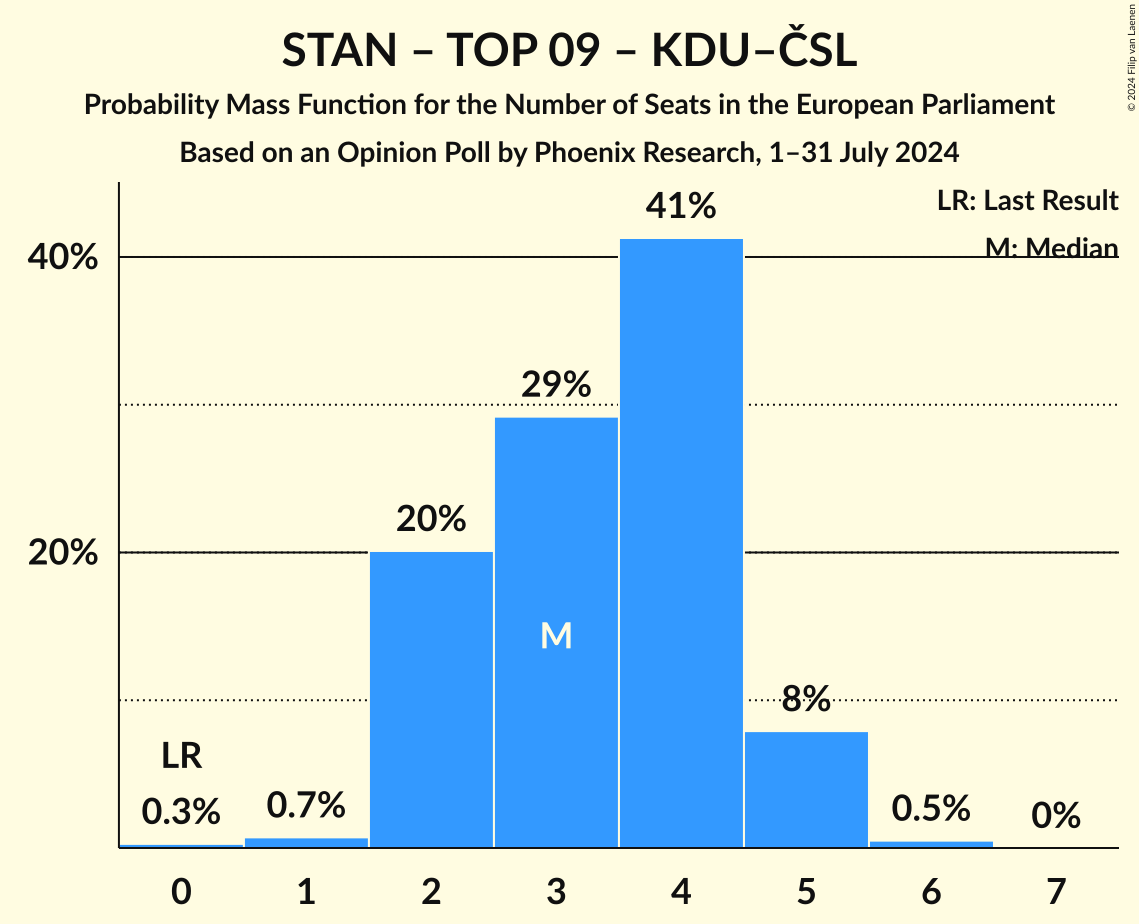 STAN – TOP 09 – KDU–ČSL
Probability Mass Function for the Number of Seats in the European Parliament
Based on an Opinion Poll by Phoenix Research, 1–31 July 2024
© 2024 Filip van Laenen
LR: Last Result
M: Median
41%
40%
29%
20%
20%
M
8%
LR
0.3%
0.7%
0.5%
0%
0 1 2 3 4 5 6 7